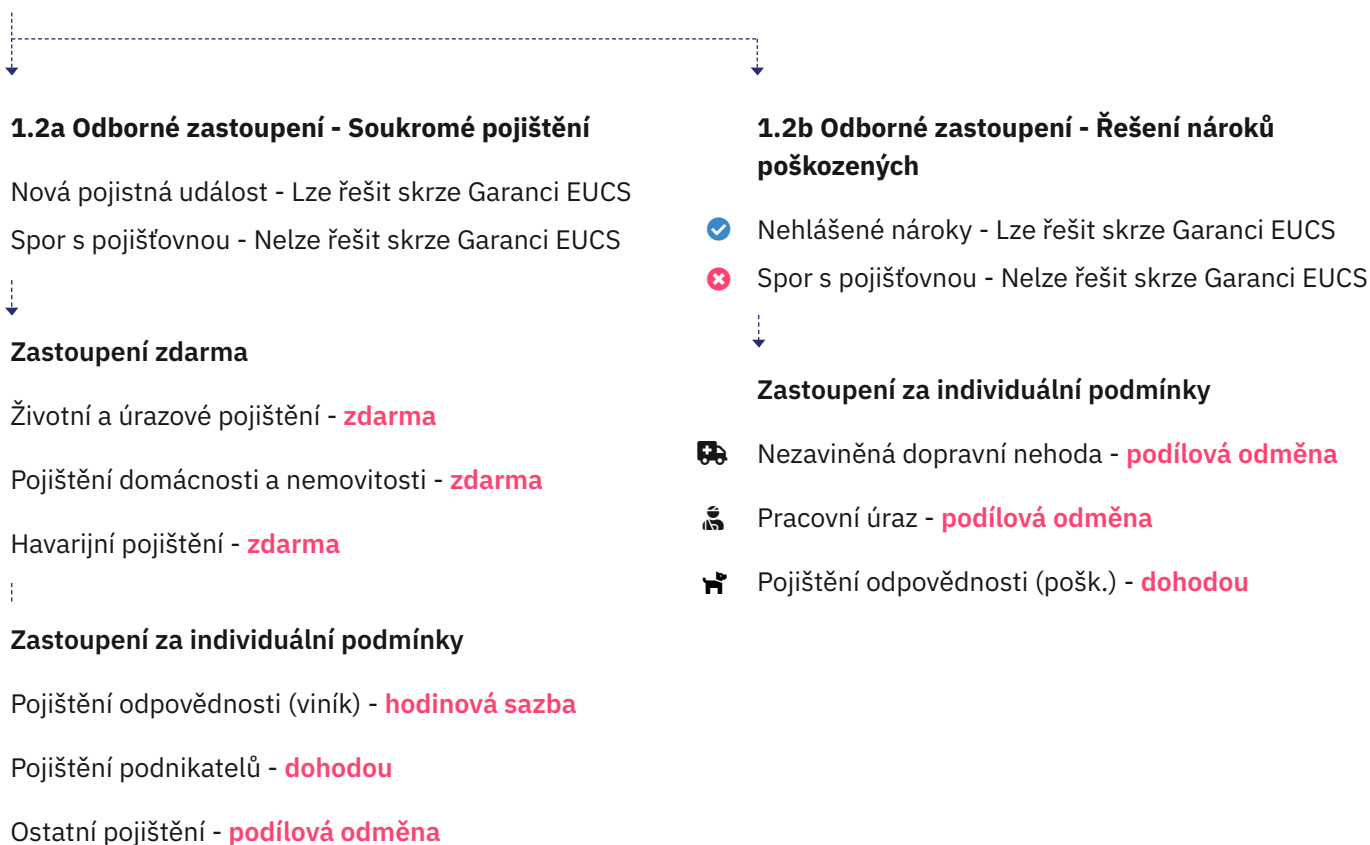 1.2a Odborné zastoupení - Soukromé pojištění
Nová pojistná událost - Lze řešit skrze Garanci EUCS
Spor s pojišťovnou - Nelze řešit skrze Garanci EUCS
Zastoupení zdarma
Životní a úrazové pojištění - zdarma
Pojištění domácnosti a nemovitosti - zdarma
Havarijní pojištění - zdarma
Zastoupení za individuální podmínky
Pojištění odpovědnosti (viník) - hodinová sazba
Pojištění podnikatelů - dohodou
Ostatní pojištění - podílová odměna
1.2b Odborné zastoupení - Řešení nároků
poškozených
Nehlášené nároky - Lze řešit skrze Garanci EUCS
Spor s pojišťovnou - Nelze řešit skrze Garanci EUCS
Zastoupení za individuální podmínky
Nezaviněná dopravní nehoda - podílová odměna
Pracovní úraz - podílová odměna
Pojištění odpovědnosti (pošk.) - dohodou